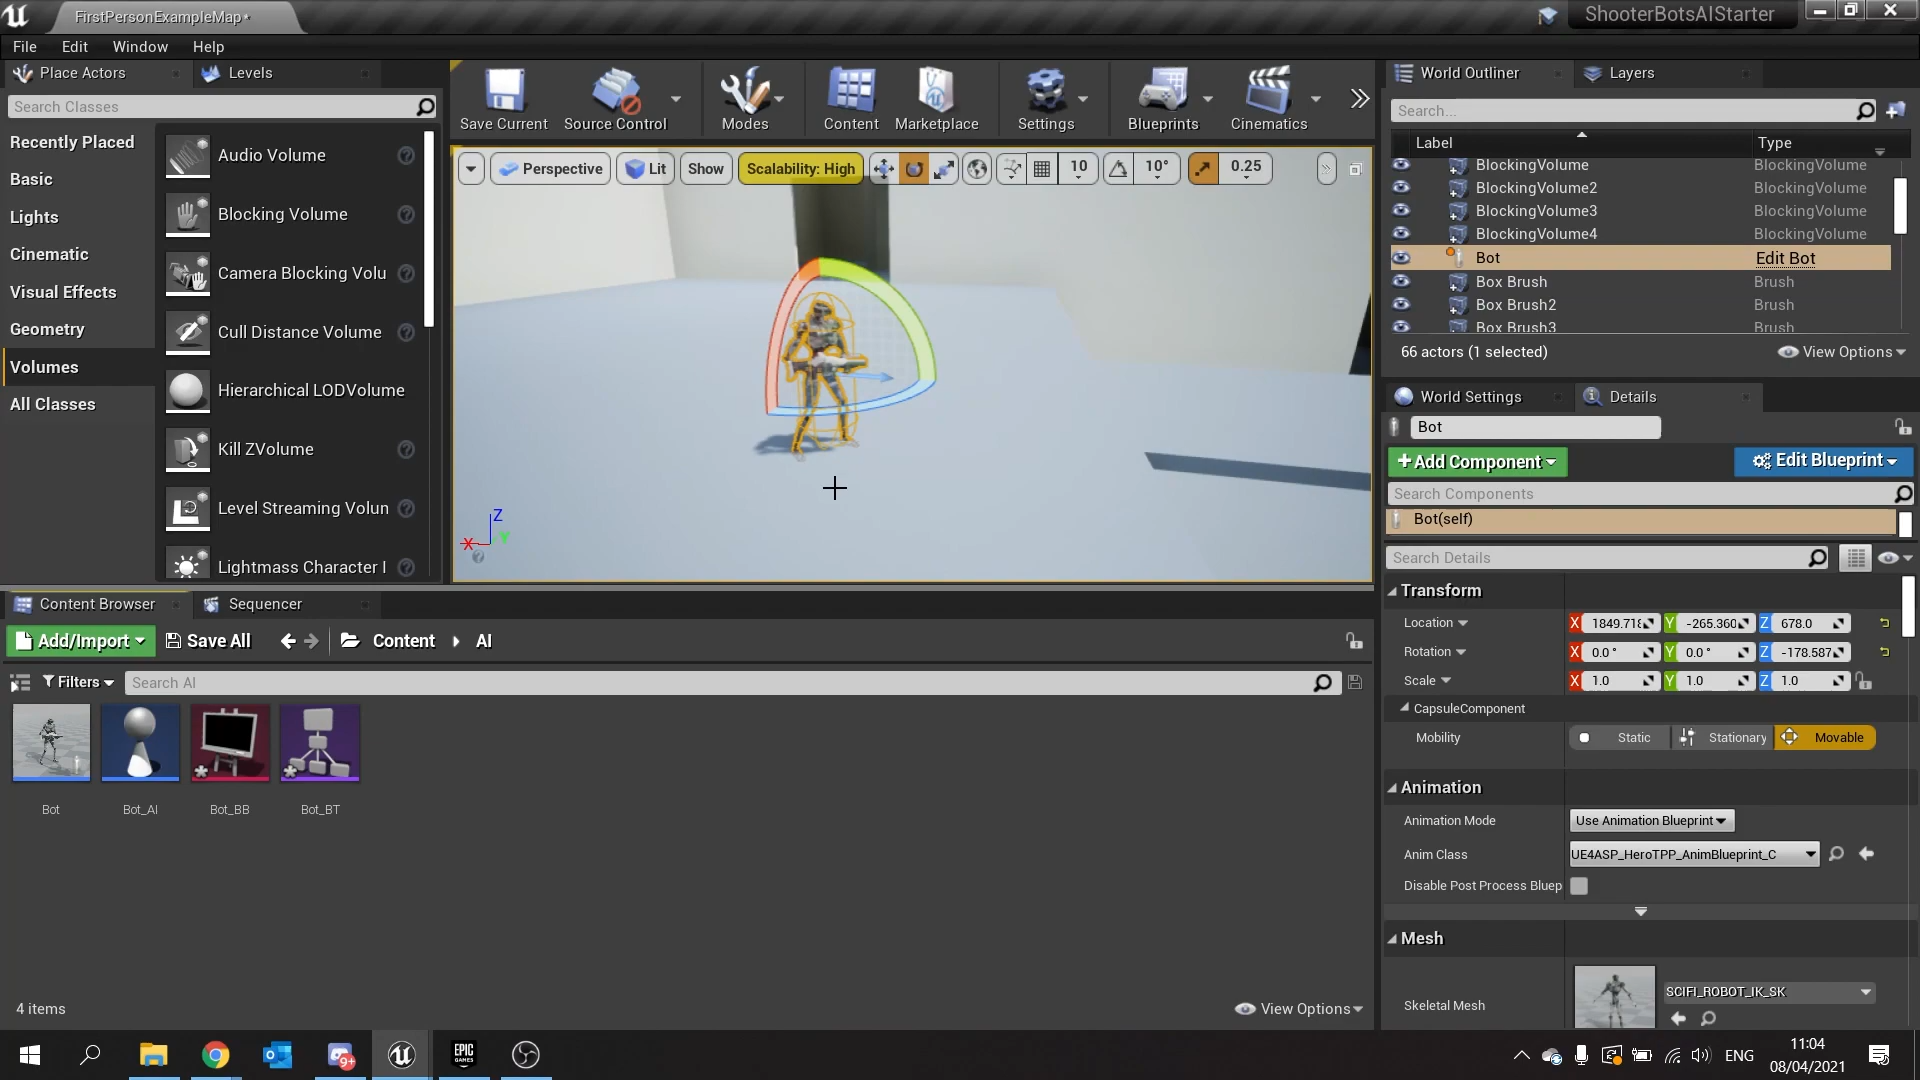 FirstPersonExampleMap*
ShooterBotsAIStarter
File Edit Window Help
Place Actors
Levels
Search Classes
Recently Placed
Basic
Lights
Cinematic
Visual Effects
Geometry
Volumes
All Classes
Audio Volume
Blocking Volume
Camera Blocking Volu
Cull Distance Volume
Hierarchical LODVolume
Kill ZVolume
Level Streaming Volun
Lightmass Character I
Save Current
Source Control
Modes
Content
Marketplace
Settings
Blueprints
Cinematics
Perspective
Lit
Show
Scalability: High
10
10°
0.25
Z
X
Y
World Outliner
Layers
Search...
Label Type
BlockingVolume BlockingVolume
BlockingVolume2 BlockingVolume
BlockingVolume3 BlockingVolume
BlockingVolume4 BlockingVolume
Bot Edit Bot
Box Brush Brush
Box Brush2 Brush
Box Brush3 Brush
66 actors (1 selected)
View Options
World Settings
Details
Bot
+Add Component
Edit Blueprint
Search Components
Bot(self)
Search Details
Transform
Location X 1849.718 Y -265.360 Z 678.0
Rotation X 0.0 ° Y 0.0 ° Z -178.587
Scale X 1.0 Y 1.0 Z 1.0
CapsuleComponent
Mobility Static Stationary Movable
Animation
Animation Mode Use Animation Blueprint
Anim Class UE4ASP_HeroTPP_AnimBlueprint_C
Disable Post Process Bluep
Mesh
Skeletal Mesh SCIFI_ROBOT_IK_SK
Content Browser
Sequencer
Add/Import
Save All
Content
AI
Filters
Search AI
Bot
Bot_AI
Bot_BB
Bot_BT
4 items
View Options
9+
EPIC
GAMES
ENG
11:04
08/04/2021